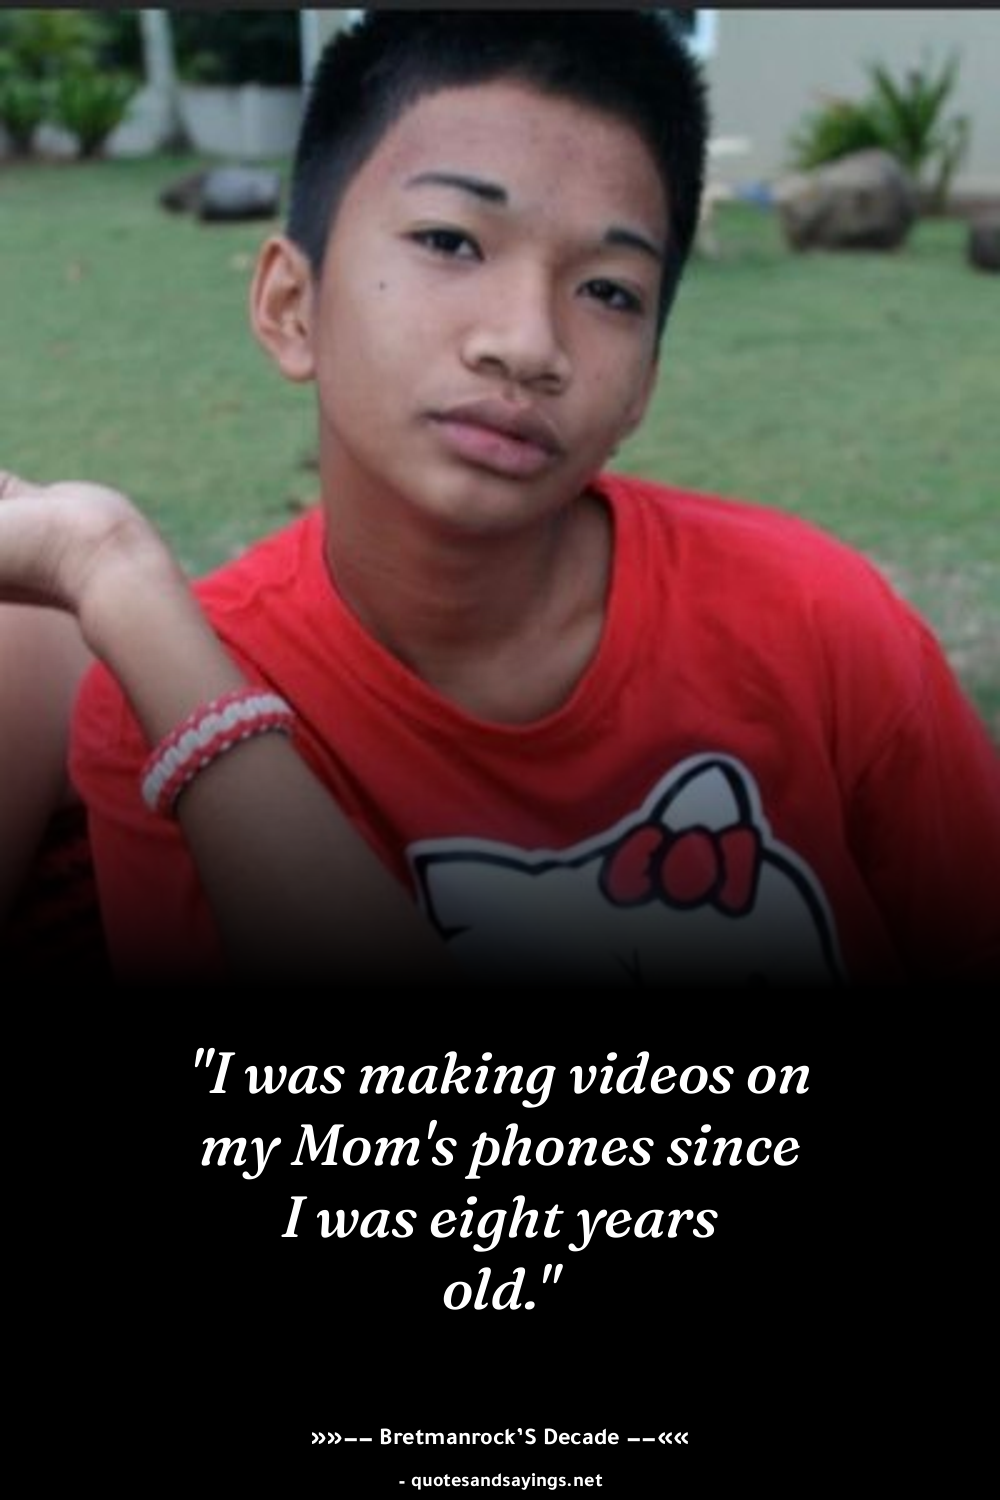 "I was making videos on
my Mom's phones since
I was eight years
old."
»»−− Bretmanrock’S Decade −−««
- quotesandsayings.net